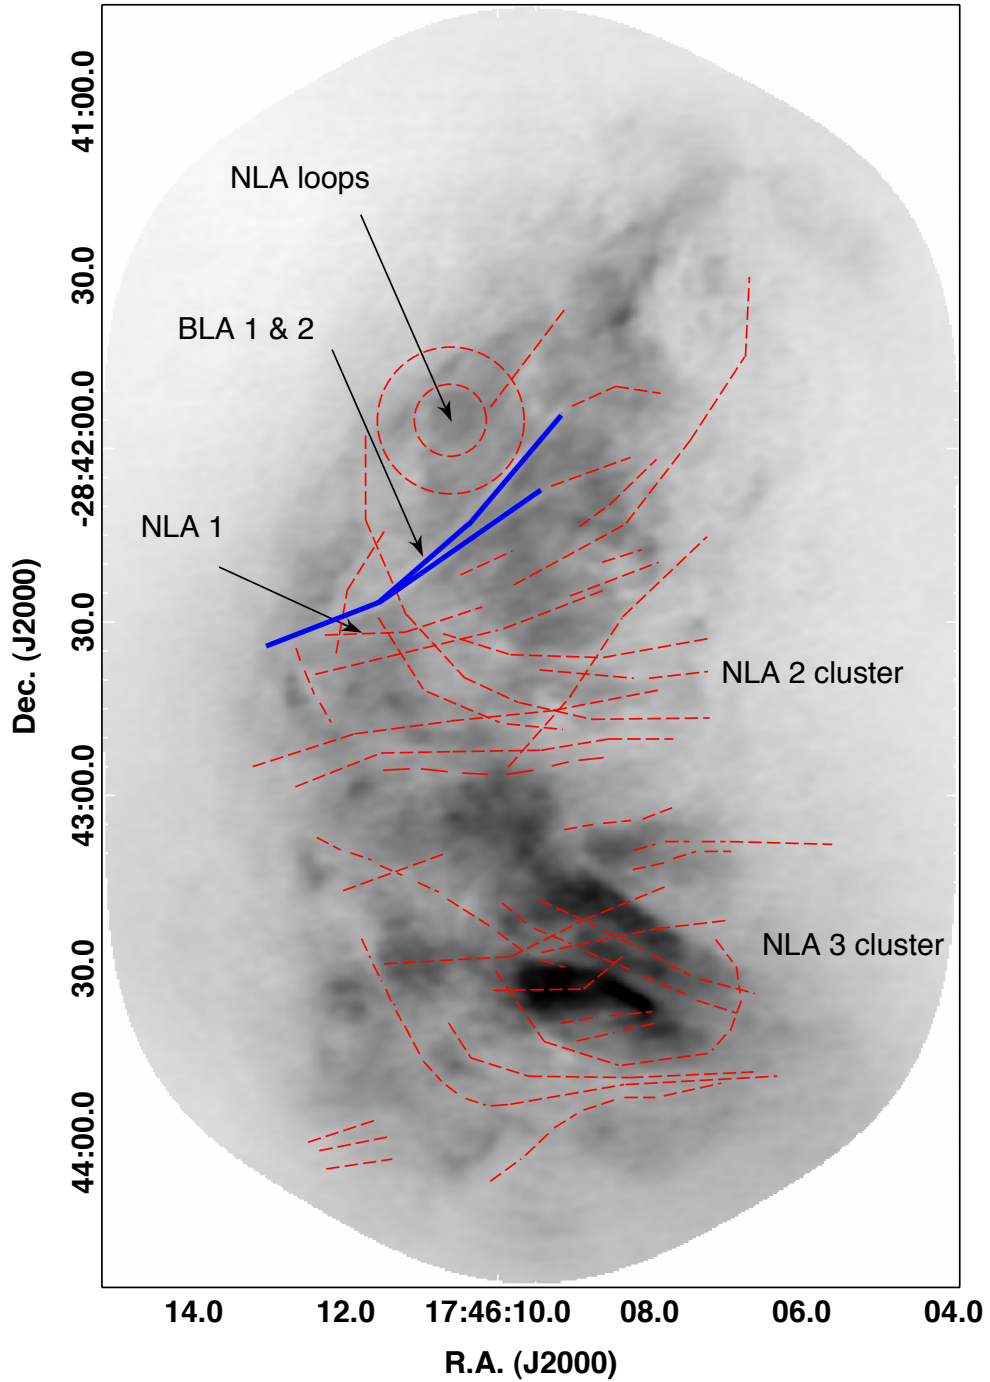 41:00.0
NLA loops
30.0
BLA 1 & 2
-28:42:00.0
NLA 1
30.0
Dec. (J2000)
NLA 2 cluster
43:00.0
NLA 3 cluster
30.0
44:00.0
14.0 12.0 17:46:10.0 08.0 06.0 04.0
R.A. (J2000)